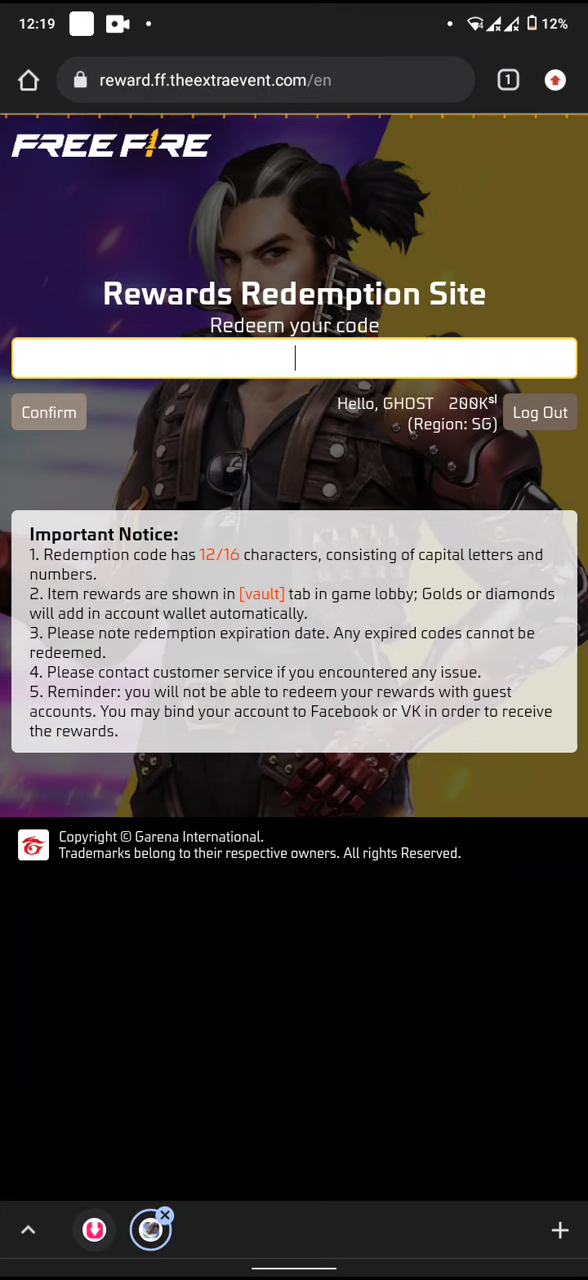 12:19
12%
reward.ff.theextraevent.com/en
1
FREE FIRE
Rewards Redemption Site
Redeem your code
Confirm
Hello, GHOSTㅤ200Kˢˡ
(Region: SG)
Log Out
Important Notice:
1. Redemption code has 12/16 characters, consisting of capital letters and
numbers.
2. Item rewards are shown in [vault] tab in game lobby; Golds or diamonds
will add in account wallet automatically.
3. Please note redemption expiration date. Any expired codes cannot be
redeemed.
4. Please contact customer service if you encountered any issue.
5. Reminder: you will not be able to redeem your rewards with guest
accounts. You may bind your account to Facebook or VK in order to receive
the rewards.
Copyright © Garena International.
Trademarks belong to their respective owners. All rights Reserved.